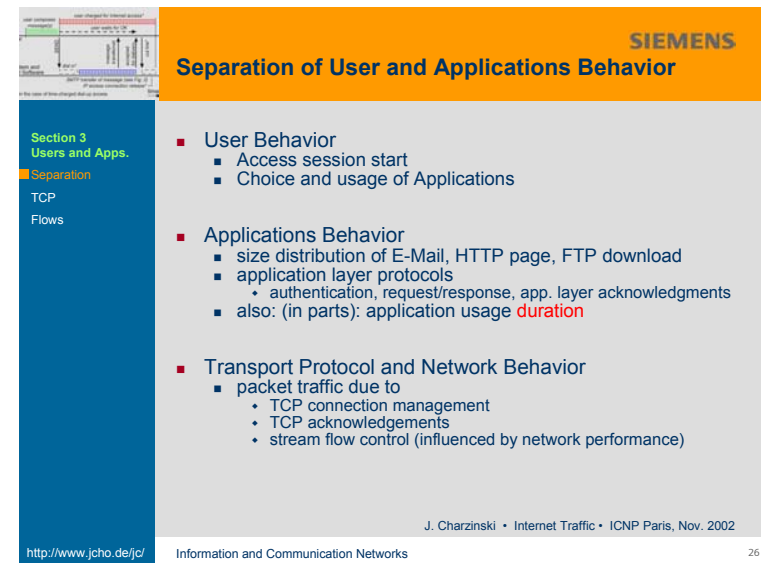 SIEMENS
Separation of User and Applications Behavior
Section 3
Users and Apps.
Separation
TCP
Flows
■ User Behavior
■ Access session start
■ Choice and usage of Applications
■ Applications Behavior
■ size distribution of E-Mail, HTTP page, FTP download
■ application layer protocols
• authentication, request/response, app. layer acknowledgments
■ also: (in parts): application usage duration
■ Transport Protocol and Network Behavior
■ packet traffic due to
• TCP connection management
• TCP acknowledgements
• stream flow control (influenced by network performance)
J. Charzinski • Internet Traffic • ICNP Paris, Nov. 2002
http://www.jcho.de/jc/
Information and Communication Networks
26